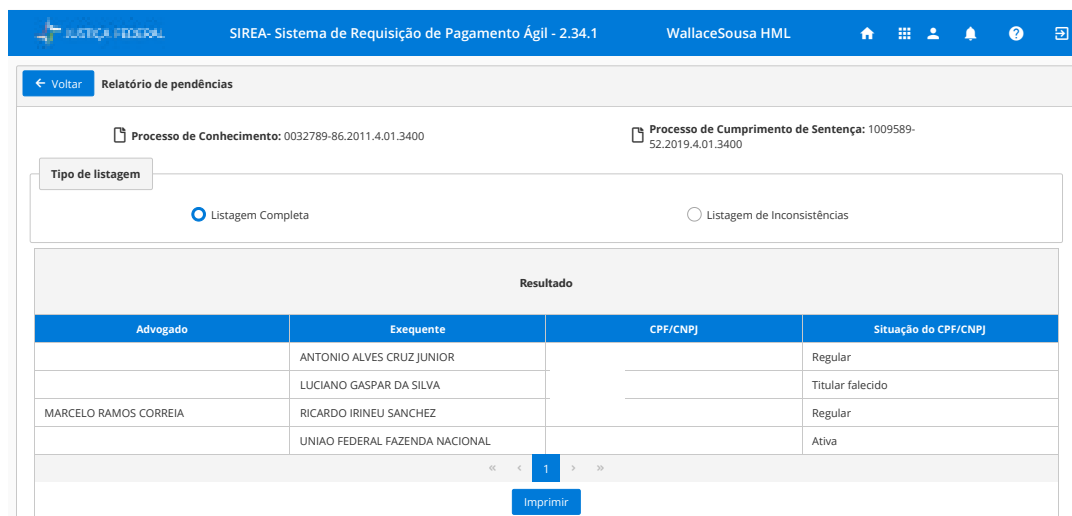 JUSTIÇA FEDERAL
SIREA- Sistema de Requisição de Pagamento Ágil - 2.34.1
WallaceSousa HML
?
← Voltar
Relatório de pendências
Processo de Conhecimento: 0032789-86.2011.4.01.3400
Processo de Cumprimento de Sentença: 1009589-
52.2019.4.01.3400
Tipo de listagem
Listagem Completa
Listagem de Inconsistências
Resultado
Advogado Exequente CPF/CNPJ Situação do CPF/CNPJ
ANTONIO ALVES CRUZ JUNIOR Regular
LUCIANO GASPAR DA SILVA Titular falecido
MARCELO RAMOS CORREIA RICARDO IRINEU SANCHEZ Regular
UNIAO FEDERAL FAZENDA NACIONAL Ativa
« ‹ 1 › »
Imprimir